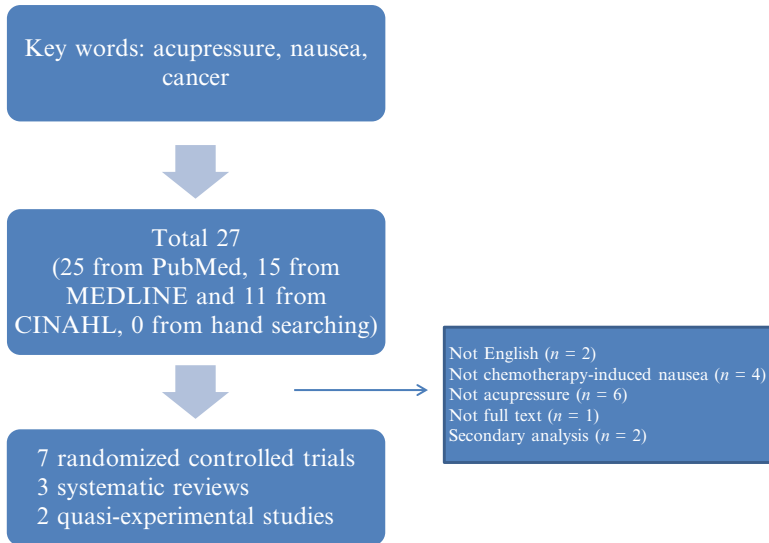 Key words: acupressure, nausea,
cancer
Total 27
(25 from PubMed, 15 from
MEDLINE and 11 from
CINAHL, 0 from hand searching)
Not English (n = 2)
Not chemotherapy-induced nausea (n = 4)
Not acupressure (n = 6)
Not full text (n = 1)
Secondary analysis (n = 2)
7 randomized controlled trials
3 systematic reviews
2 quasi-experimental studies